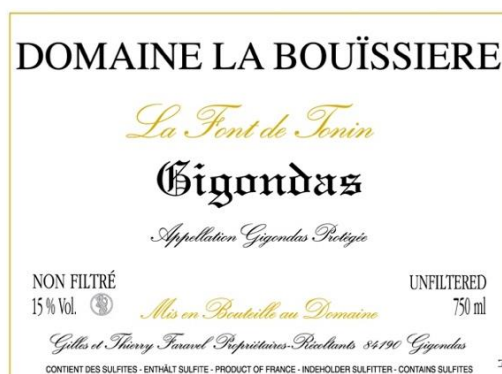 DOMAINE LA BOUÏSSIERE
La Font de Tonin
Gigondas
Appellation Gigondas Protégée
NON FILTRÉ
UNFILTERED
15 % Vol.
750 ml
Mis en Bouteille au Domaine
Gilles et Thierry Faravel Propriétaires-Récoltants 84190 Gigondas
CONTIENT DES SULFITES - ENTHÄLT SULFITE - PRODUCT OF FRANCE - INDEHOLDER SULFITTER - CONTAINS SULFITES